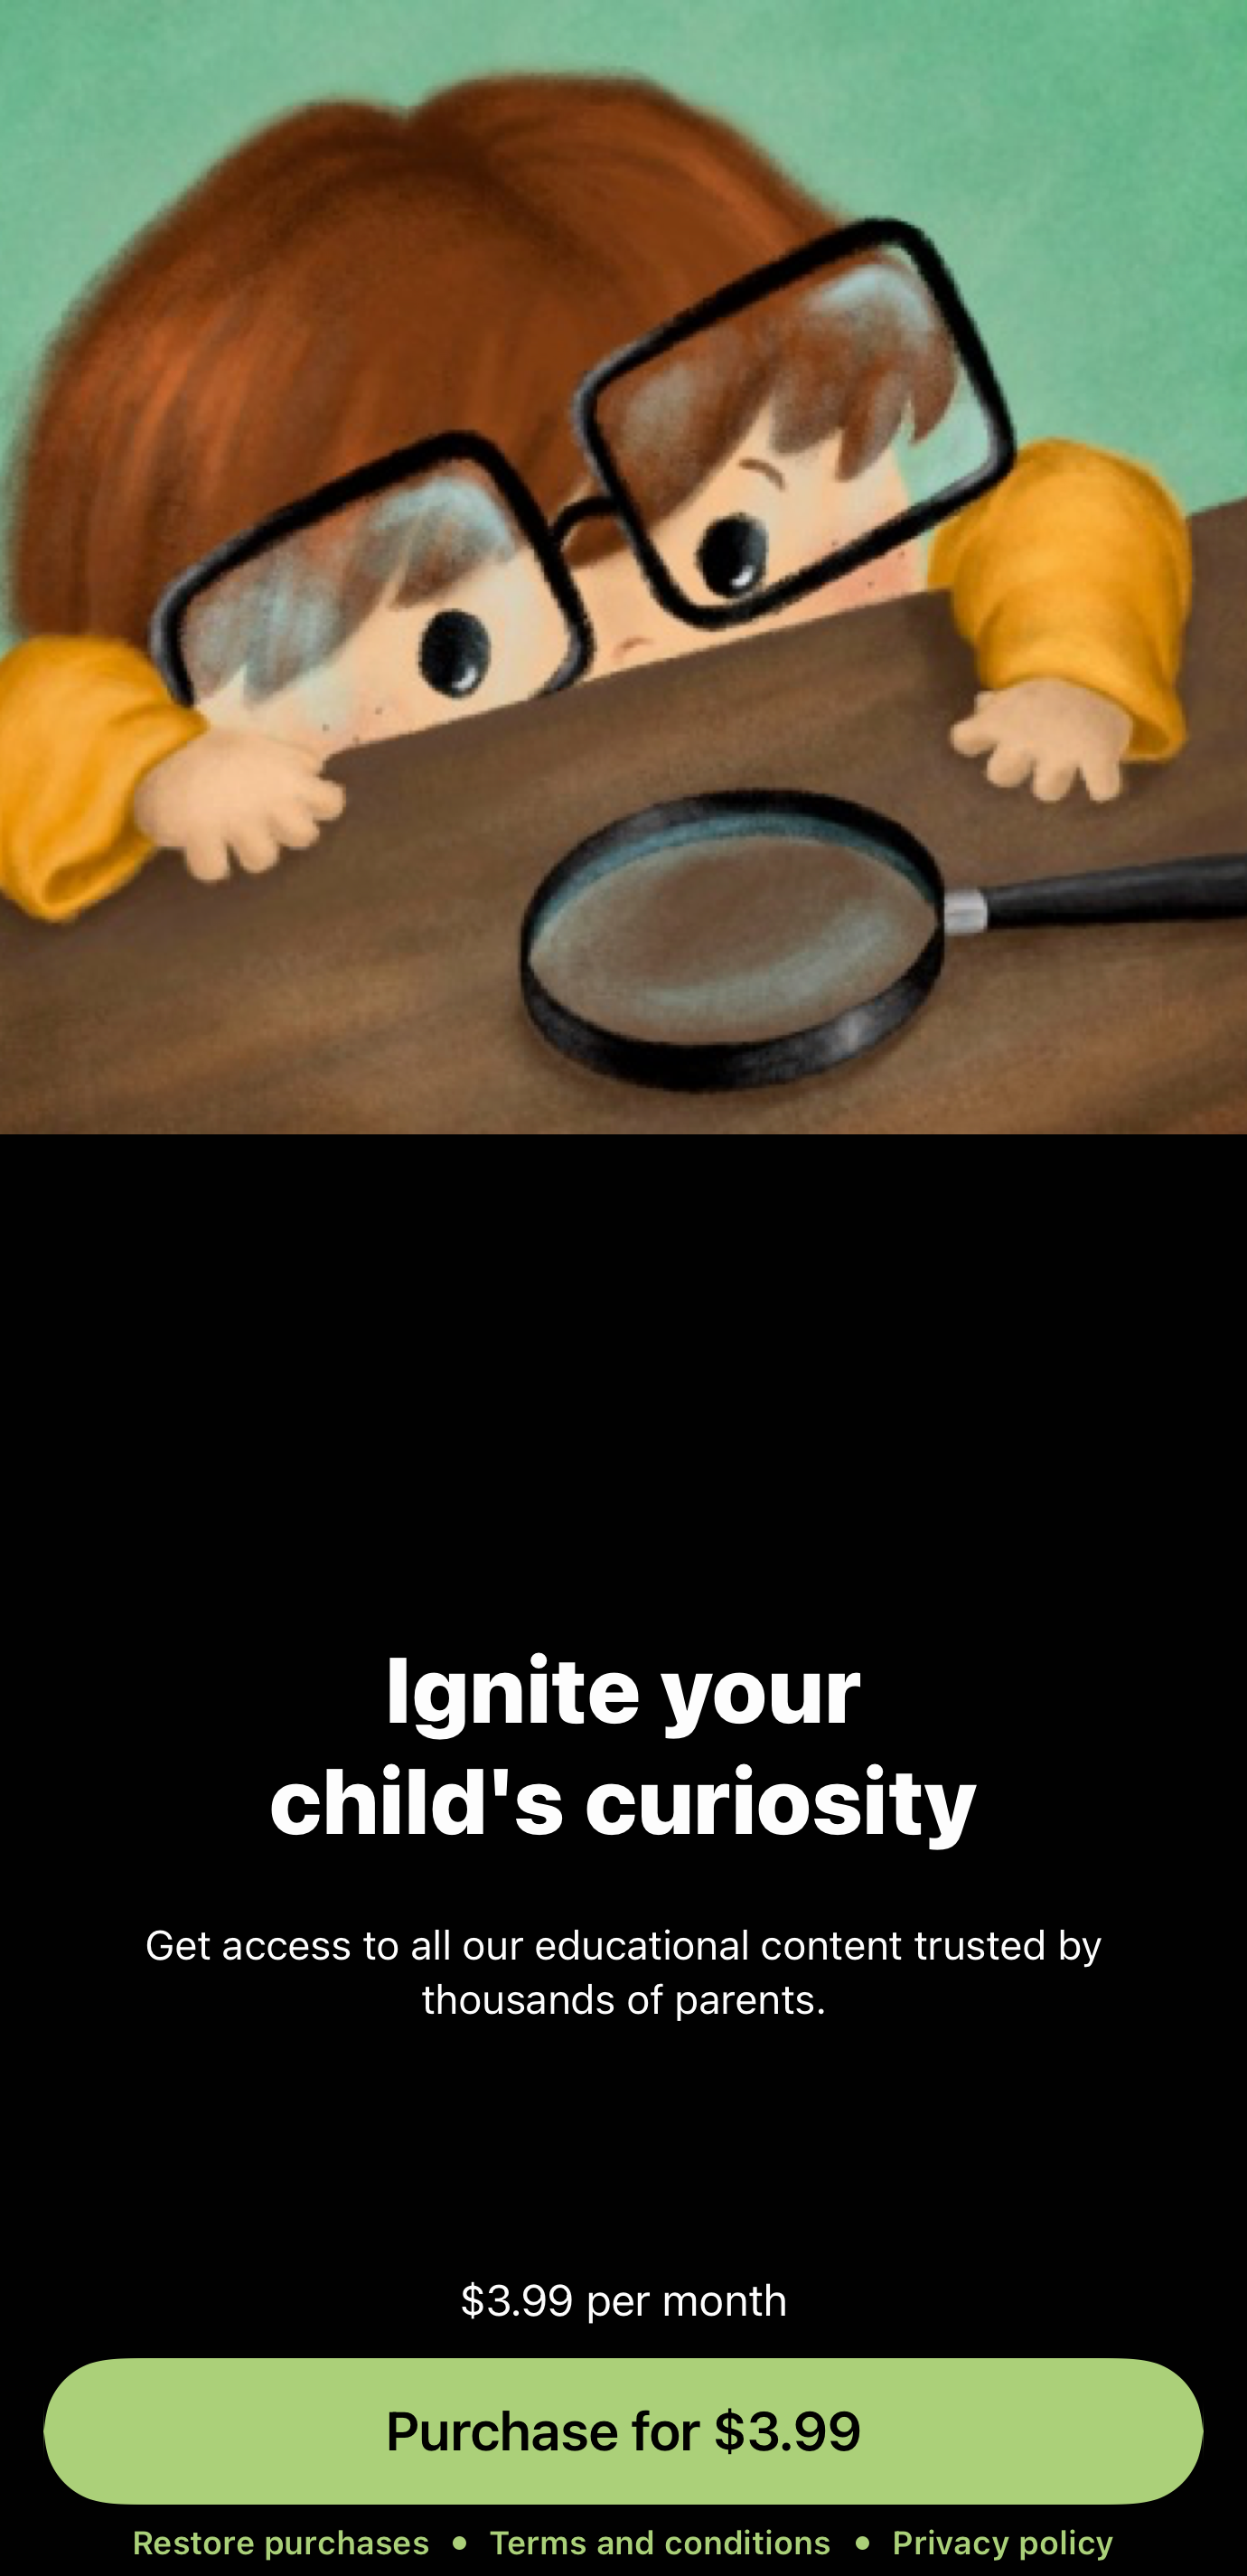 Ignite your
child's curiosity
Get access to all our educational content trusted by
thousands of parents.
$3.99 per month
Purchase for $3.99
Restore purchases • Terms and conditions • Privacy policy